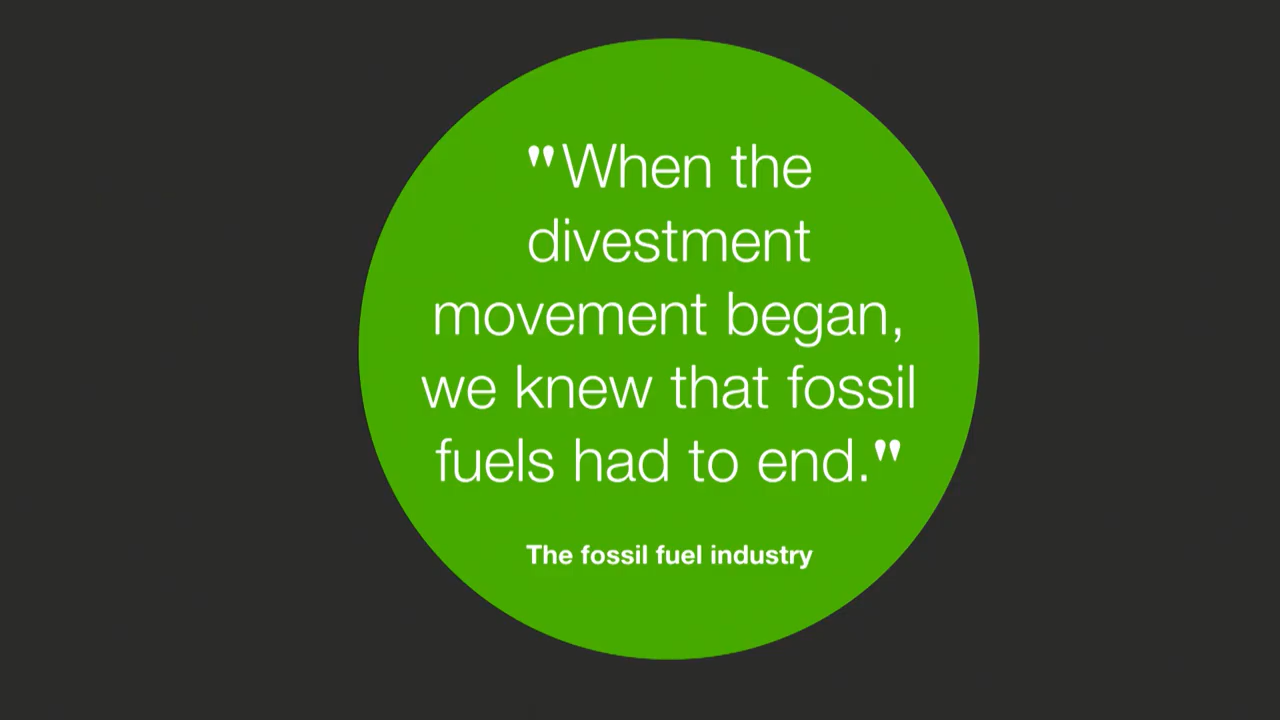 "When the
divestment
movement began,
we knew that fossil
fuels had to end."
The fossil fuel industry